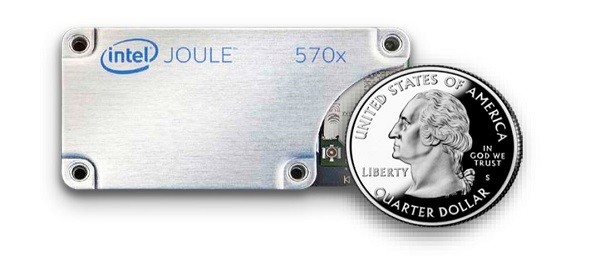 intel JOULE™ 570x
UNITED STATES OF AMERICA
LIBERTY
IN
GOD WE
TRUST
S
QUARTER DOLLAR